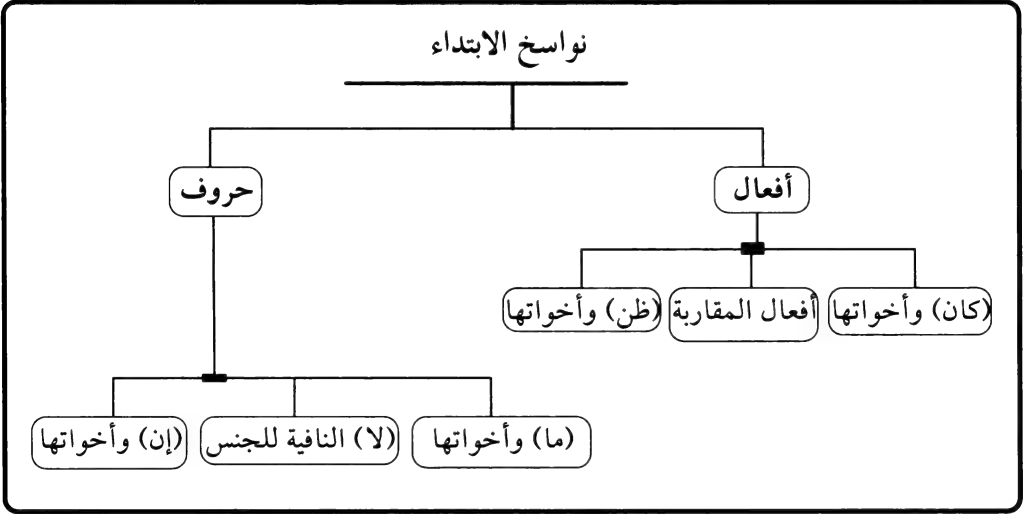 نواسخ الابتداء
أفعال
حروف
(كان) وأخواتها
أفعال المقاربة
(ظن) وأخواتها
(ما) وأخواتها
(لا) النافية للجنس
(إن) وأخواتها